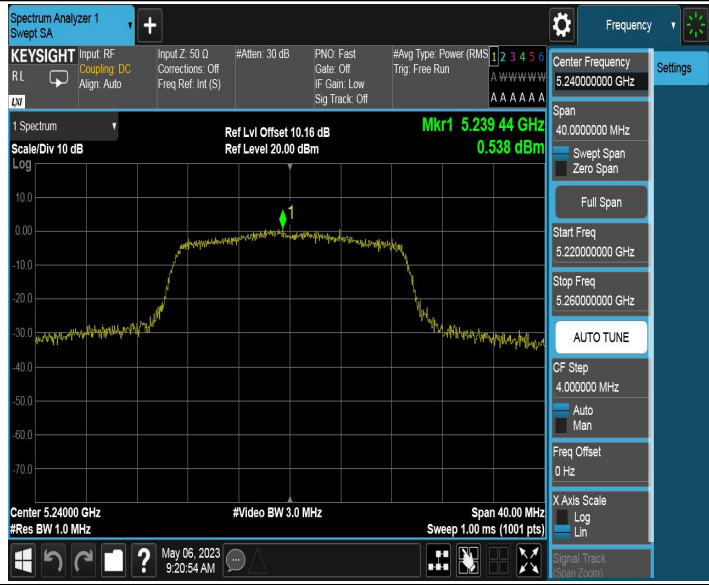 Spectrum Analyzer 1
Swept SA
+
Frequency
KEYSIGHT
RL
LXI
Input: RF
Coupling: DC
Align: Auto
Input Z: 50 Ω
Corrections: Off
Freq Ref: Int (S)
#Atten: 30 dB
PNO: Fast
Gate: Off
IF Gain: Low
Sig Track: Off
#Avg Type: Power (RMS
Trig: Free Run
1 2 3 4 5 6
A W W W W W
A A A A A A
1 Spectrum
Scale/Div 10 dB
Ref Lvl Offset 10.16 dB
Ref Level 20.00 dBm
Mkr1 5.239 44 GHz
0.538 dBm
Log
10.0
0.00
-10.0
-20.0
-30.0
-40.0
-50.0
-60.0
-70.0
1
Center 5.24000 GHz
#Res BW 1.0 MHz
#Video BW 3.0 MHz
Span 40.00 MHz
Sweep 1.00 ms (1001 pts)
Center Frequency
5.240000000 GHz
Settings
Span
40.0000000 MHz
Swept Span
Zero Span
Full Span
Start Freq
5.220000000 GHz
Stop Freq
5.260000000 GHz
AUTO TUNE
CF Step
4.000000 MHz
Auto
Man
Freq Offset
0 Hz
X Axis Scale
Log
Lin
Signal Track
(Span Zoom)
?
May 06, 2023
9:20:54 AM